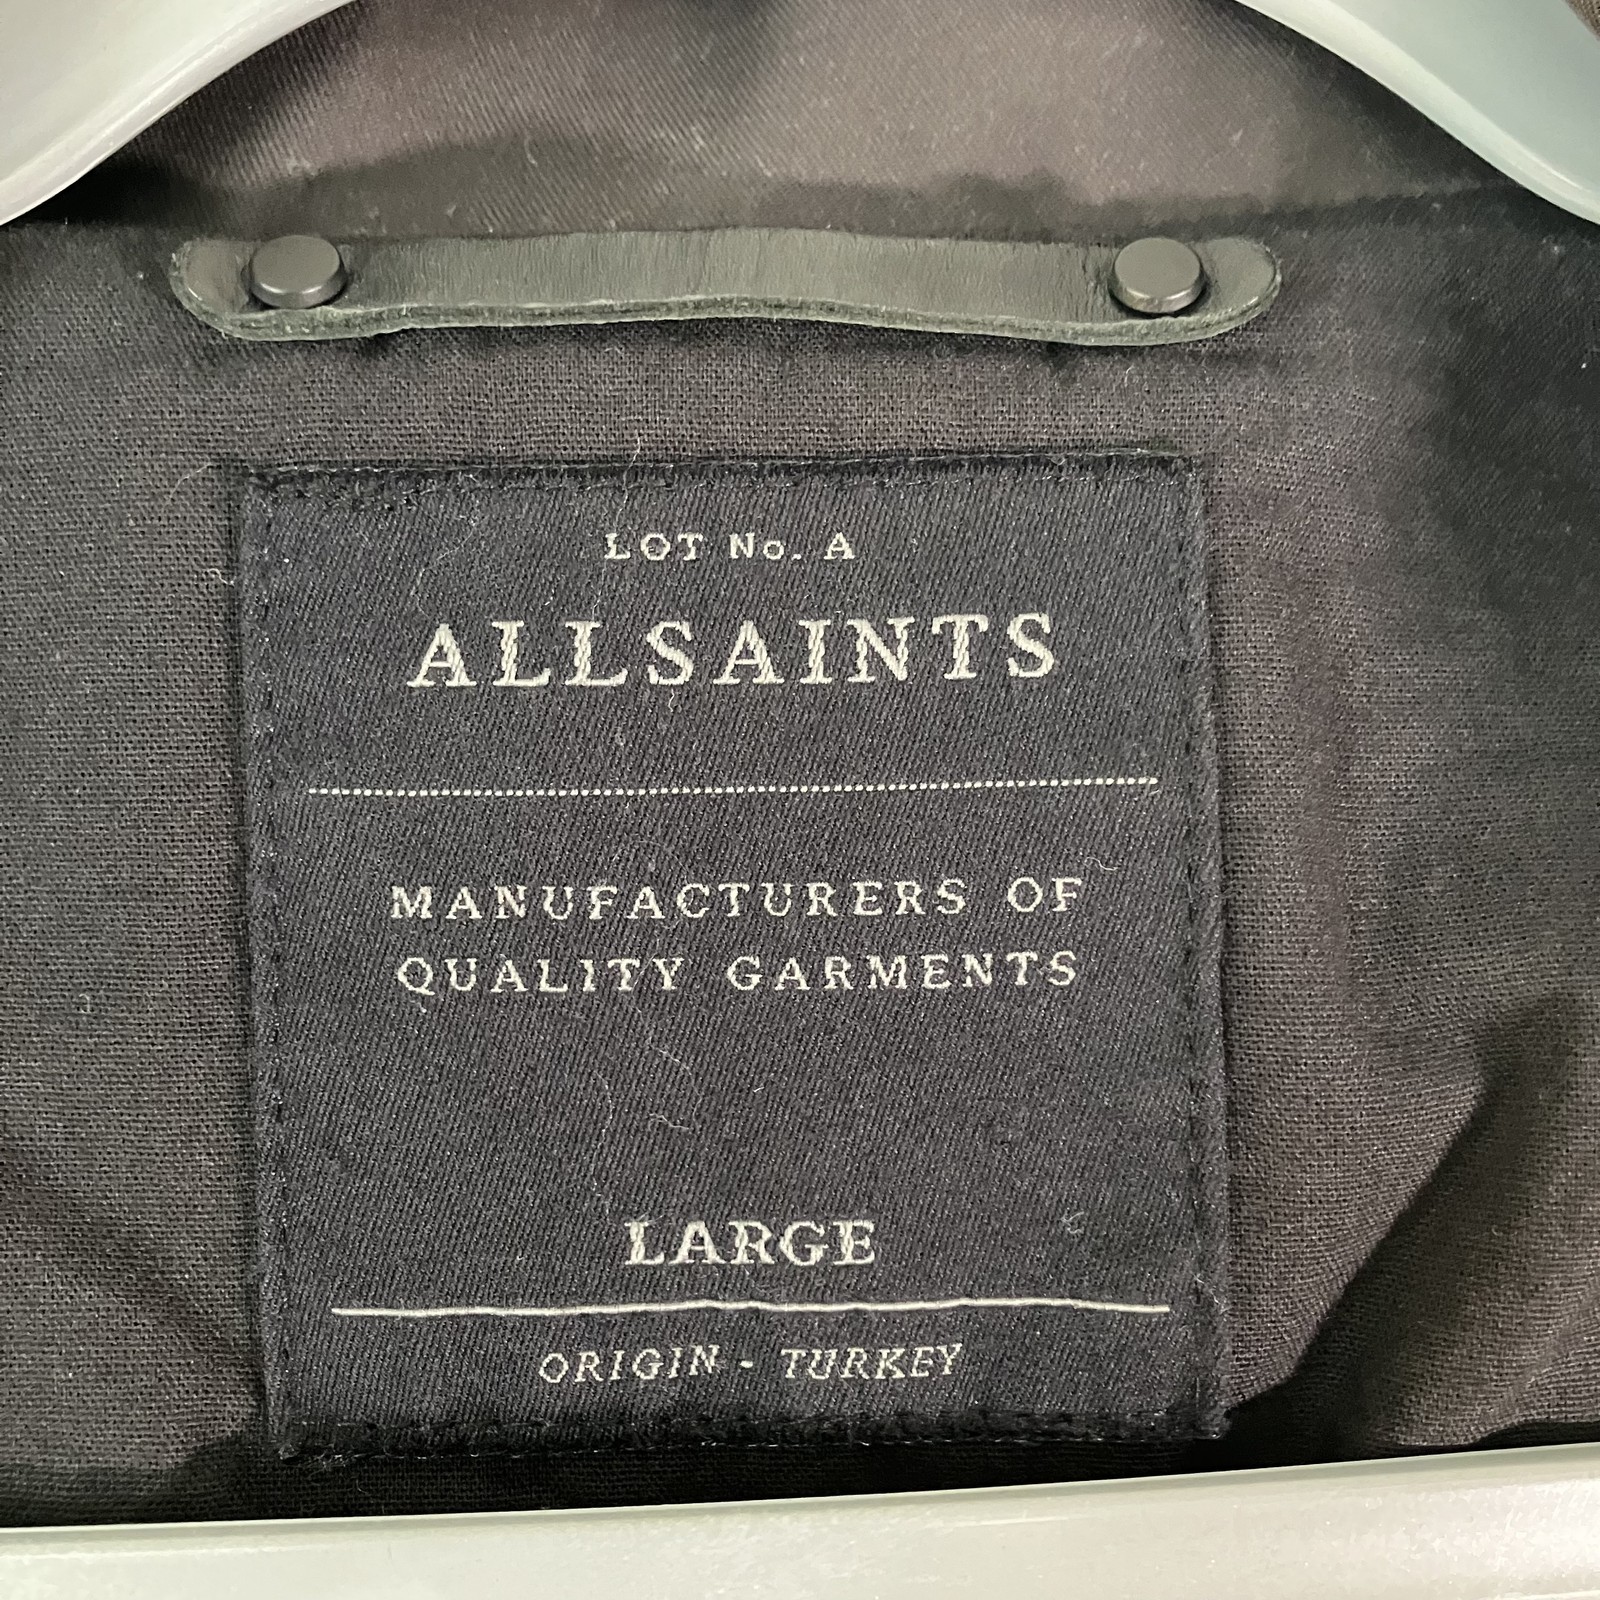 LOT No. A
ALLSAINTS
MANUFACTURERS OF
QUALITY GARMENTS
LARGE
ORIGIN - TURKEY